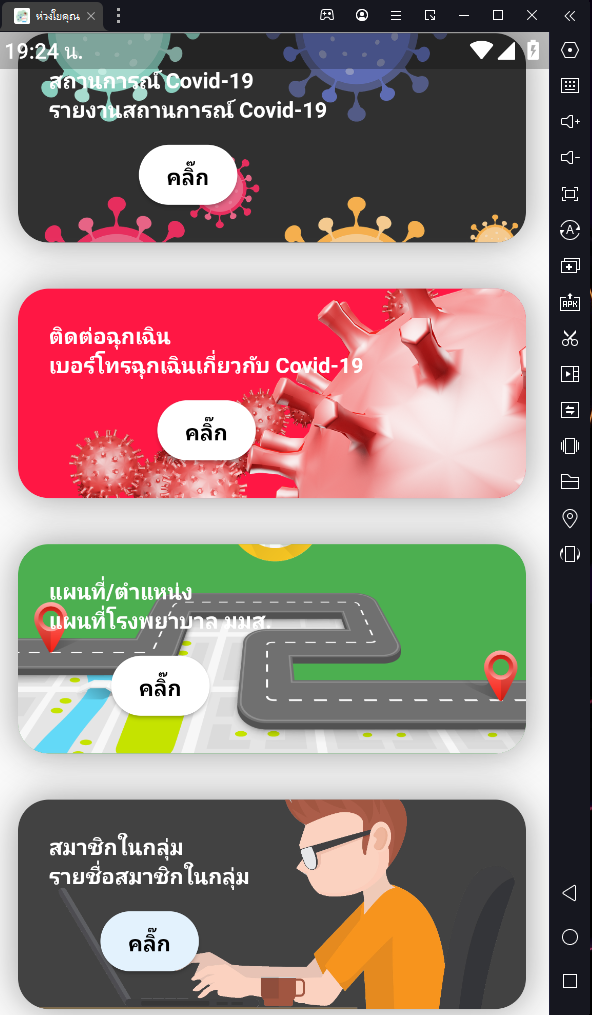 ห่วงใยคุณ
19:24 น.
สถานการณ์ Covid-19
รายงานสถานการณ์ Covid-19
คลิ๊ก
ติดต่อฉุกเฉิน
เบอร์โทรฉุกเฉินเกี่ยวกับ Covid-19
คลิ๊ก
แผนที่/ตำแหน่ง
แผนที่โรงพยาบาล มมส.
คลิ๊ก
สมาชิกในกลุ่ม
รายชื่อสมาชิกในกลุ่ม
คลิ๊ก
A
APK